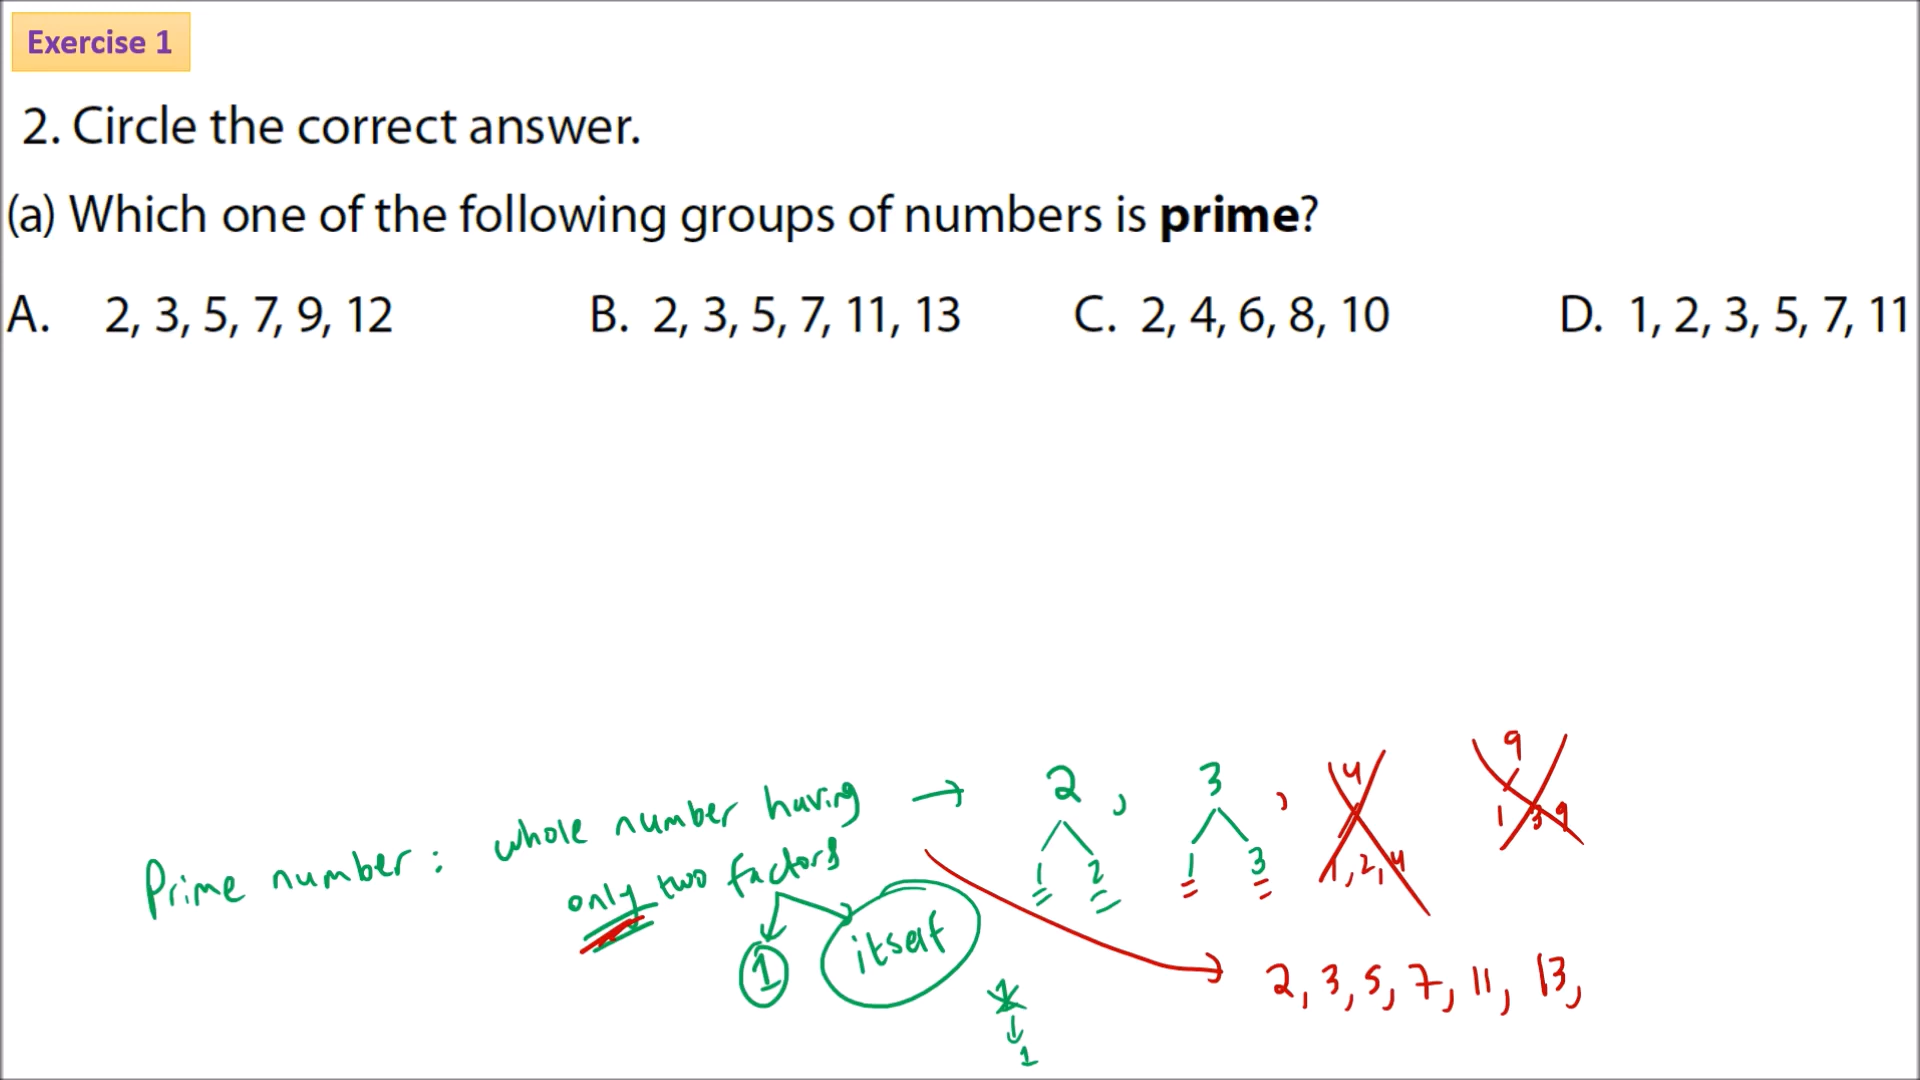 Exercise 1
2. Circle the correct answer.
(a) Which one of the following groups of numbers is prime?
A. 2, 3, 5, 7, 9, 12 B. 2, 3, 5, 7, 11, 13 C. 2, 4, 6, 8, 10 D. 1, 2, 3, 5, 7, 11
Prime number: whole number having → 2, 3, 4 9
only two factors 1 2 1 3 1, 2, 4 1 3 9
1 itself
1 2, 3, 5, 7, 11, 13,
1